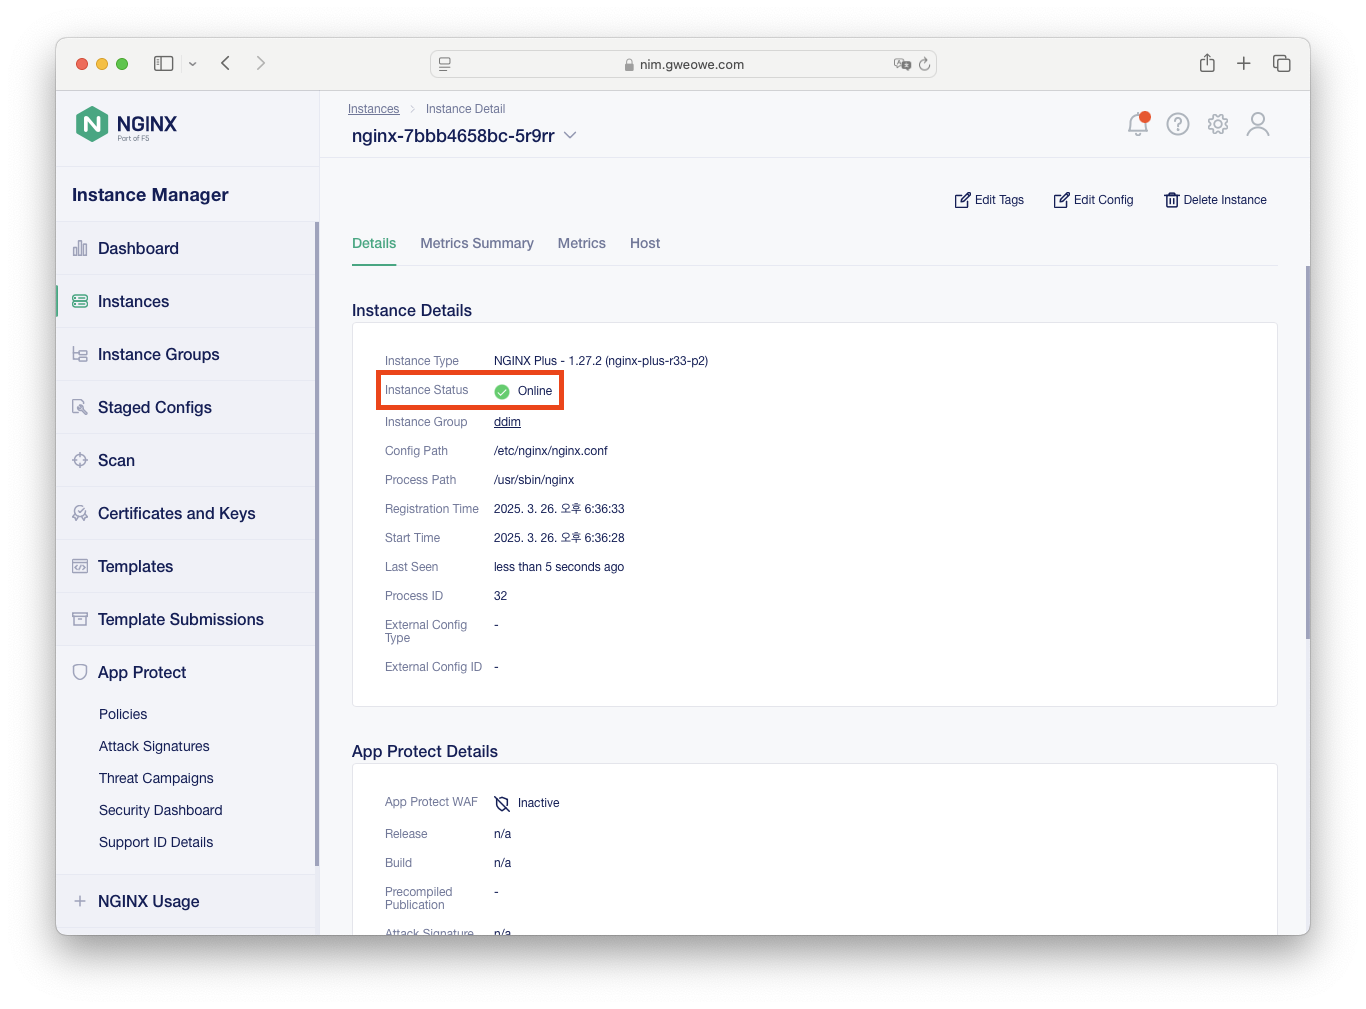 nim.gweowe.com
NGINX
Part of F5
Instances
Instance Detail
nginx-7bbb4658bc-5r9rr
Instance Manager
Dashboard
Instances
Instance Groups
Staged Configs
Scan
Certificates and Keys
Templates
Template Submissions
App Protect
Policies
Attack Signatures
Threat Campaigns
Security Dashboard
Support ID Details
NGINX Usage
Edit Tags
Edit Config
Delete Instance
Details
Metrics Summary
Metrics
Host
Instance Details
Instance Type NGINX Plus - 1.27.2 (nginx-plus-r33-p2)
Instance Status Online
Instance Group ddim
Config Path /etc/nginx/nginx.conf
Process Path /usr/sbin/nginx
Registration Time 2025. 3. 26. 오후 6:36:33
Start Time 2025. 3. 26. 오후 6:36:28
Last Seen less than 5 seconds ago
Process ID 32
External Config -
Type
External Config ID -
App Protect Details
App Protect WAF Inactive
Release n/a
Build n/a
Precompiled -
Publication
Attack Signature n/a